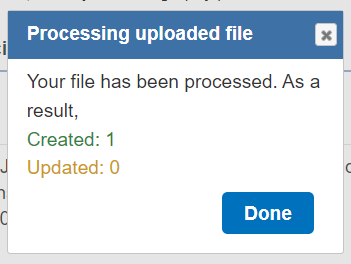 Processing uploaded file
Your file has been processed. As a
result,
Created: 1
Updated: 0
Done